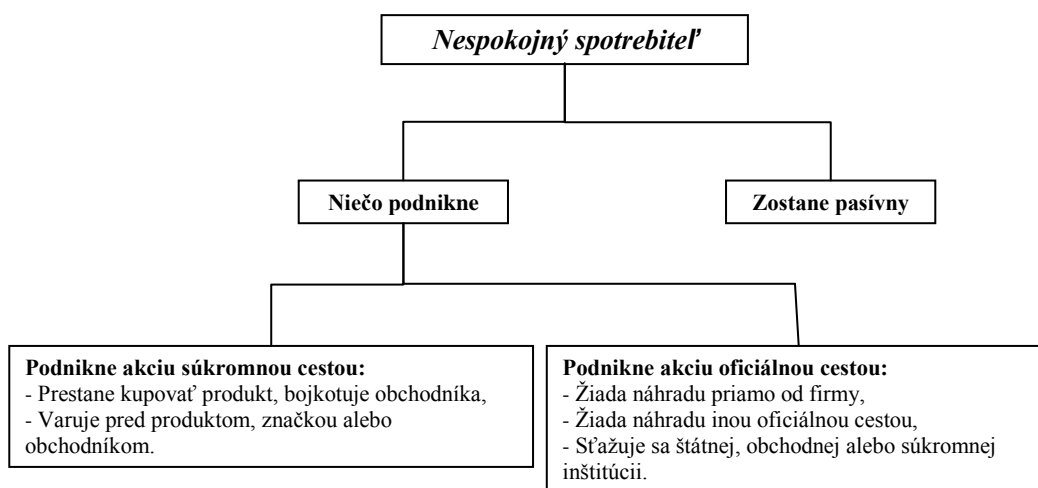 Nespokojný spotrebiteľ
Niečo podnikne
Zostane pasívny
Podnikne akciu súkromnou cestou:
- Prestane kupovať produkt, bojkotuje obchodníka,
- Varuje pred produktom, značkou alebo
obchodníkom.
Podnikne akciu oficiálnou cestou:
- Žiada náhradu priamo od firmy,
- Žiada náhradu inou oficiálnou cestou,
- Sťažuje sa štátnej, obchodnej alebo súkromnej
inštitúcii.